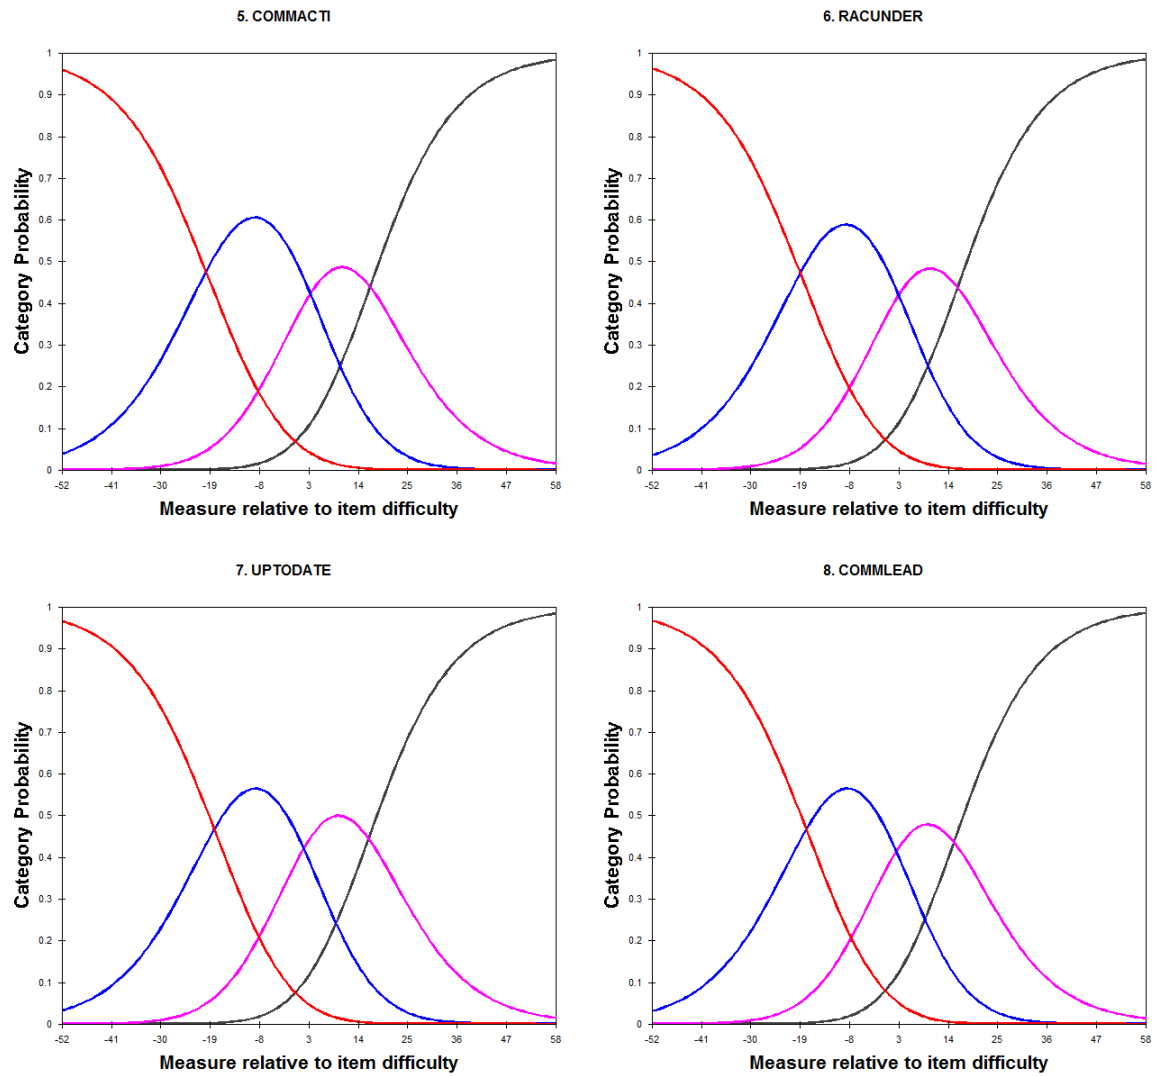 5. COMMACTI
6. RACUNDER
1
0.9
0.8
0.7
0.6
0.5
0.4
0.3
0.2
0.1
0
Category Probability
-52 -41 -30 -19 -8 3 14 25 36 47 58
Measure relative to item difficulty
1
0.9
0.8
0.7
0.6
0.5
0.4
0.3
0.2
0.1
0
Category Probability
-52 -41 -30 -19 -8 3 14 25 36 47 58
Measure relative to item difficulty
7. UPTODATE
8. COMMLEAD
1
0.9
0.8
0.7
0.6
0.5
0.4
0.3
0.2
0.1
0
Category Probability
-52 -41 -30 -19 -8 3 14 25 36 47 58
Measure relative to item difficulty
1
0.9
0.8
0.7
0.6
0.5
0.4
0.3
0.2
0.1
0
Category Probability
-52 -41 -30 -19 -8 3 14 25 36 47 58
Measure relative to item difficulty